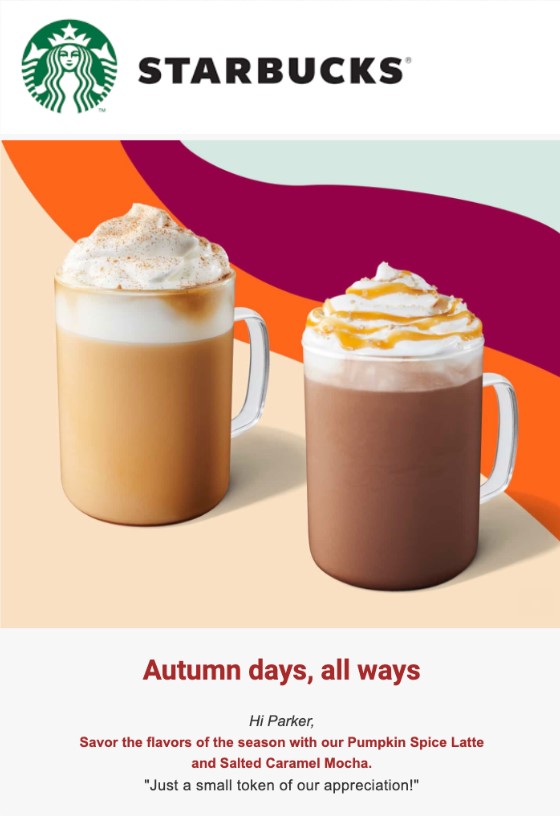 STARBUCKS®
TM
Autumn days, all ways
Hi Parker,
Savor the flavors of the season with our Pumpkin Spice Latte
and Salted Caramel Mocha.
"Just a small token of our appreciation!"